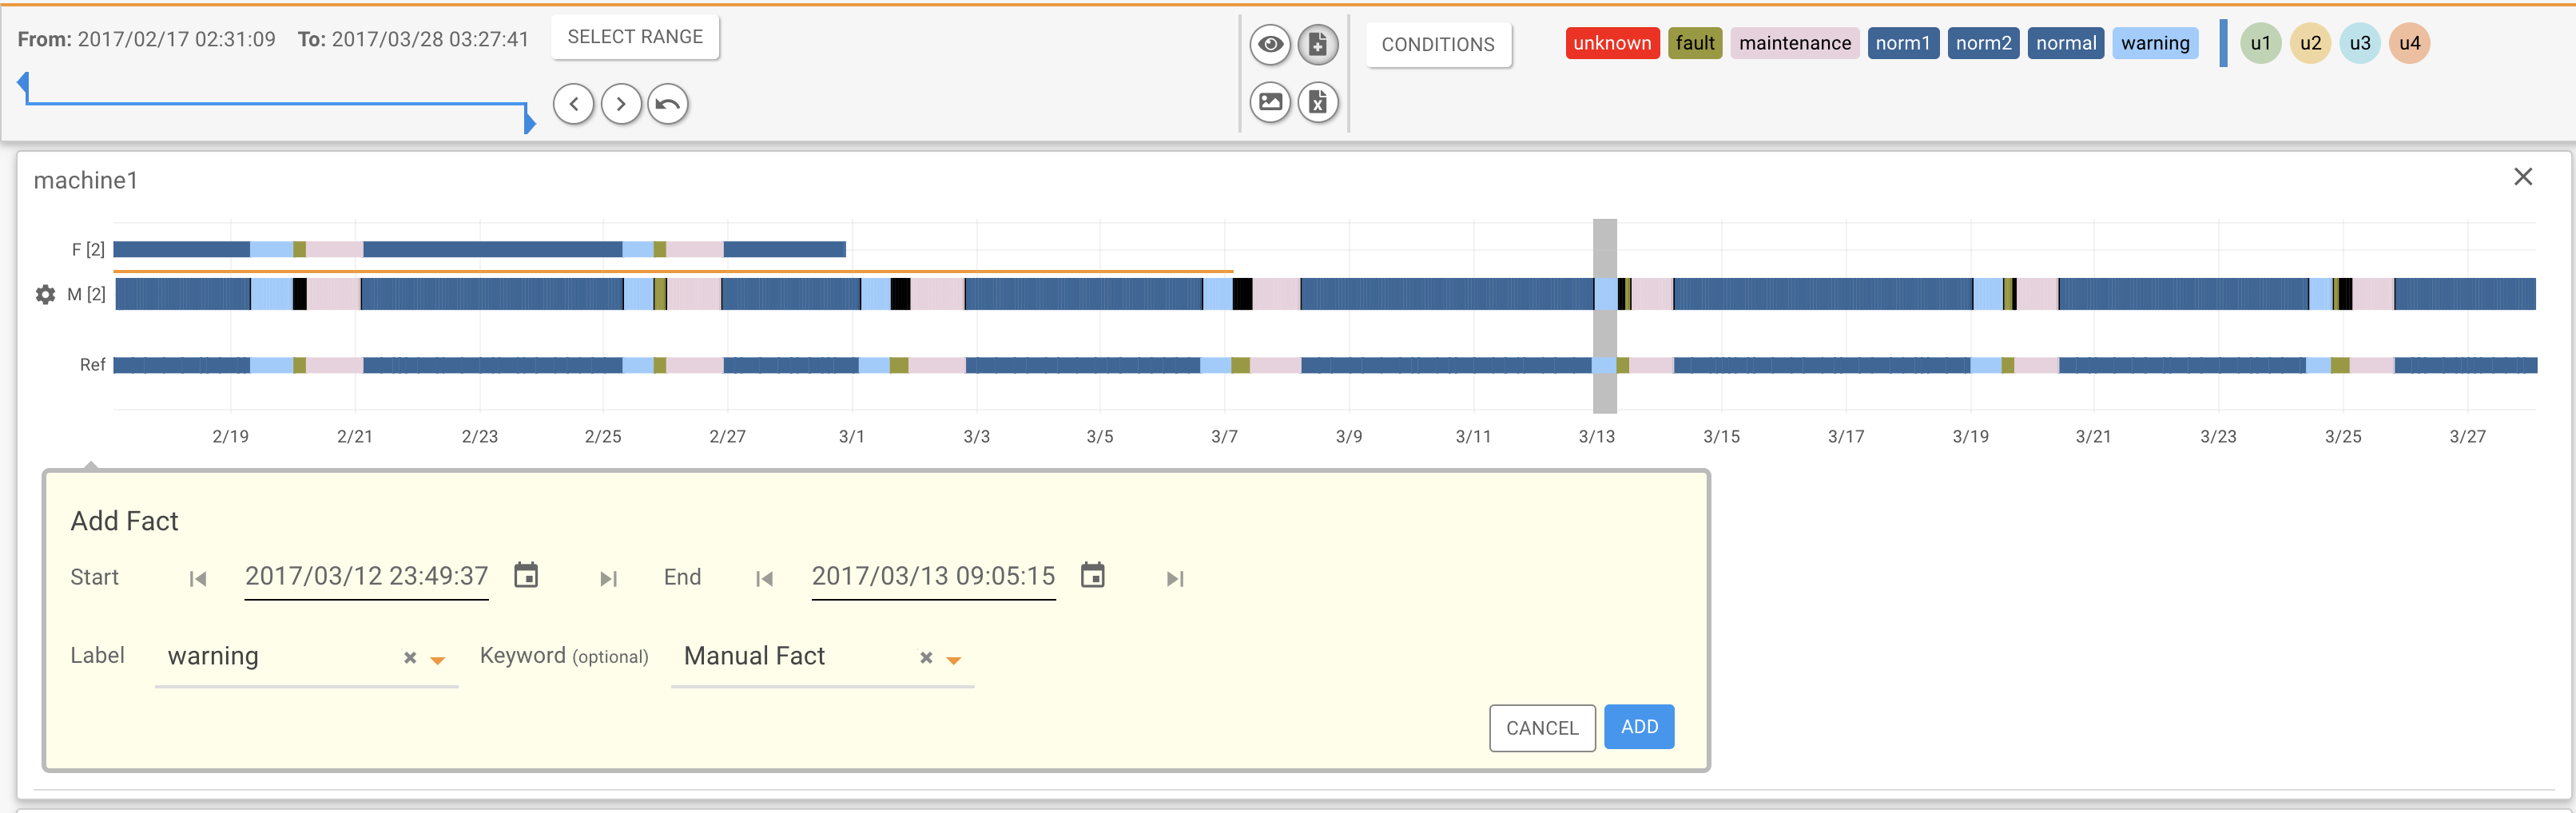 From: 2017/02/17 02:31:09 To: 2017/03/28 03:27:41 SELECT RANGE
CONDITIONS
unknown fault maintenance norm1 norm2 normal warning u1 u2 u3 u4
machine1
F [2]
M [2]
Ref
2/19 2/21 2/23 2/25 2/27 3/1 3/3 3/5 3/7 3/9 3/11 3/13 3/15 3/17 3/19 3/21 3/23 3/25 3/27
Add Fact
Start 2017/03/12 23:49:37 End 2017/03/13 09:05:15
Label warning Keyword (optional) Manual Fact
CANCEL ADD